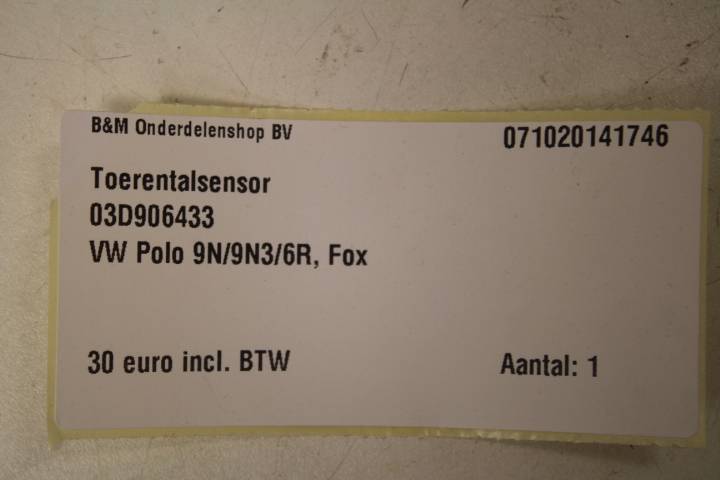 B&M Onderdelenshop BV 071020141746
Toerentalsensor
03D906433
VW Polo 9N/9N3/6R, Fox
30 euro incl. BTW Aantal: 1